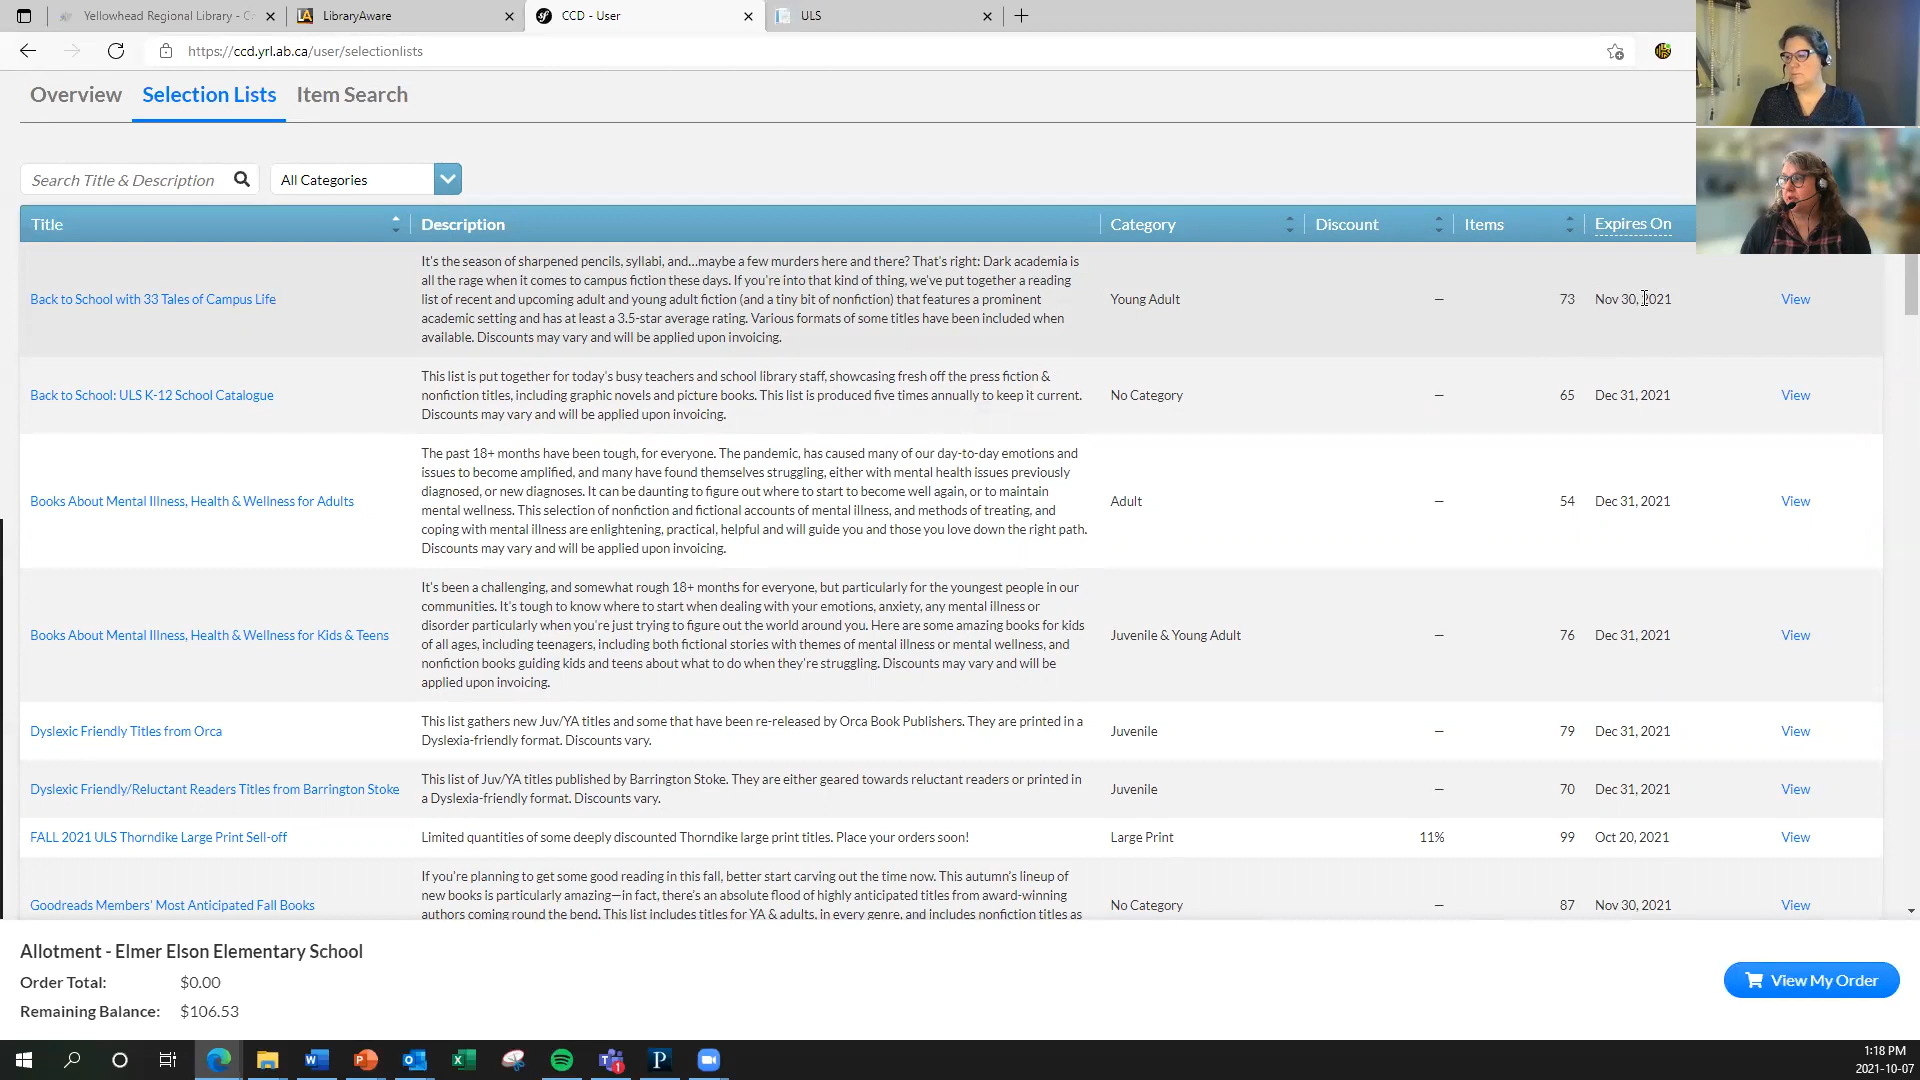 Yellowhead Regional Library - C
LibraryAware
CCD - User
ULS
https://ccd.yrl.ab.ca/user/selectionlists
Overview Selection Lists Item Search
Search Title & Description All Categories
Title Description Category Discount Items Expires On
Back to School with 33 Tales of Campus Life
It's the season of sharpened pencils, syllabi, and...maybe a few murders here and there? That's right: Dark academia is
all the rage when it comes to campus fiction these days. If you're into that kind of thing, we've put together a reading
list of recent and upcoming adult and young adult fiction (and a tiny bit of nonfiction) that features a prominent
academic setting and has at least a 3.5-star average rating. Various formats of some titles have been included when
available. Discounts may vary and will be applied upon invoicing.
Young Adult — 73 Nov 30, 2021 View
Back to School: ULS K-12 School Catalogue
This list is put together for today's busy teachers and school library staff, showcasing fresh off the press fiction &
nonfiction titles, including graphic novels and picture books. This list is produced five times annually to keep it current.
Discounts may vary and will be applied upon invoicing.
No Category — 65 Dec 31, 2021 View
Books About Mental Illness, Health & Wellness for Adults
The past 18+ months have been tough, for everyone. The pandemic, has caused many of our day-to-day emotions and
issues to become amplified, and many have found themselves struggling, either with mental health issues previously
diagnosed, or new diagnoses. It can be daunting to figure out where to start to become well again, or to maintain
mental wellness. This selection of nonfiction and fictional accounts of mental illness, and methods of treating, and
coping with mental illness are enlightening, practical, helpful and will guide you and those you love down the right path.
Discounts may vary and will be applied upon invoicing.
Adult — 54 Dec 31, 2021 View
Books About Mental Illness, Health & Wellness for Kids & Teens
It's been a challenging, and somewhat rough 18+ months for everyone, but particularly for the youngest people in our
communities. It's tough to know where to start when dealing with your emotions, anxiety, any mental illness or
disorder particularly when you're just trying to figure out the world around you. Here are some amazing books for kids
of all ages, including teenagers, including both fictional stories with themes of mental illness or mental wellness, and
nonfiction books guiding kids and teens about what to do when they're struggling. Discounts may vary and will be
applied upon invoicing.
Juvenile & Young Adult — 76 Dec 31, 2021 View
Dyslexic Friendly Titles from Orca
This list gathers new Juv/YA titles and some that have been re-released by Orca Book Publishers. They are printed in a
Dyslexia-friendly format. Discounts vary.
Juvenile — 79 Dec 31, 2021 View
Dyslexic Friendly/Reluctant Readers Titles from Barrington Stoke
This list of Juv/YA titles published by Barrington Stoke. They are either geared towards reluctant readers or printed in
a Dyslexia-friendly format. Discounts vary.
Juvenile — 70 Dec 31, 2021 View
FALL 2021 ULS Thorndike Large Print Sell-off
Limited quantities of some deeply discounted Thorndike large print titles. Place your orders soon!
Large Print 11% 99 Oct 20, 2021 View
Goodreads Members' Most Anticipated Fall Books
If you're planning to get some good reading in this fall, better start carving out the time now. This autumn's lineup of
new books is particularly amazing—in fact, there's an absolute flood of highly anticipated titles from award-winning
authors coming round the bend. This list includes titles for YA & adults, in every genre, and includes nonfiction titles as
No Category — 87 Nov 30, 2021 View
Allotment - Elmer Elson Elementary School
Order Total: $0.00
Remaining Balance: $106.53
View My Order
1:18 PM
2021-10-07